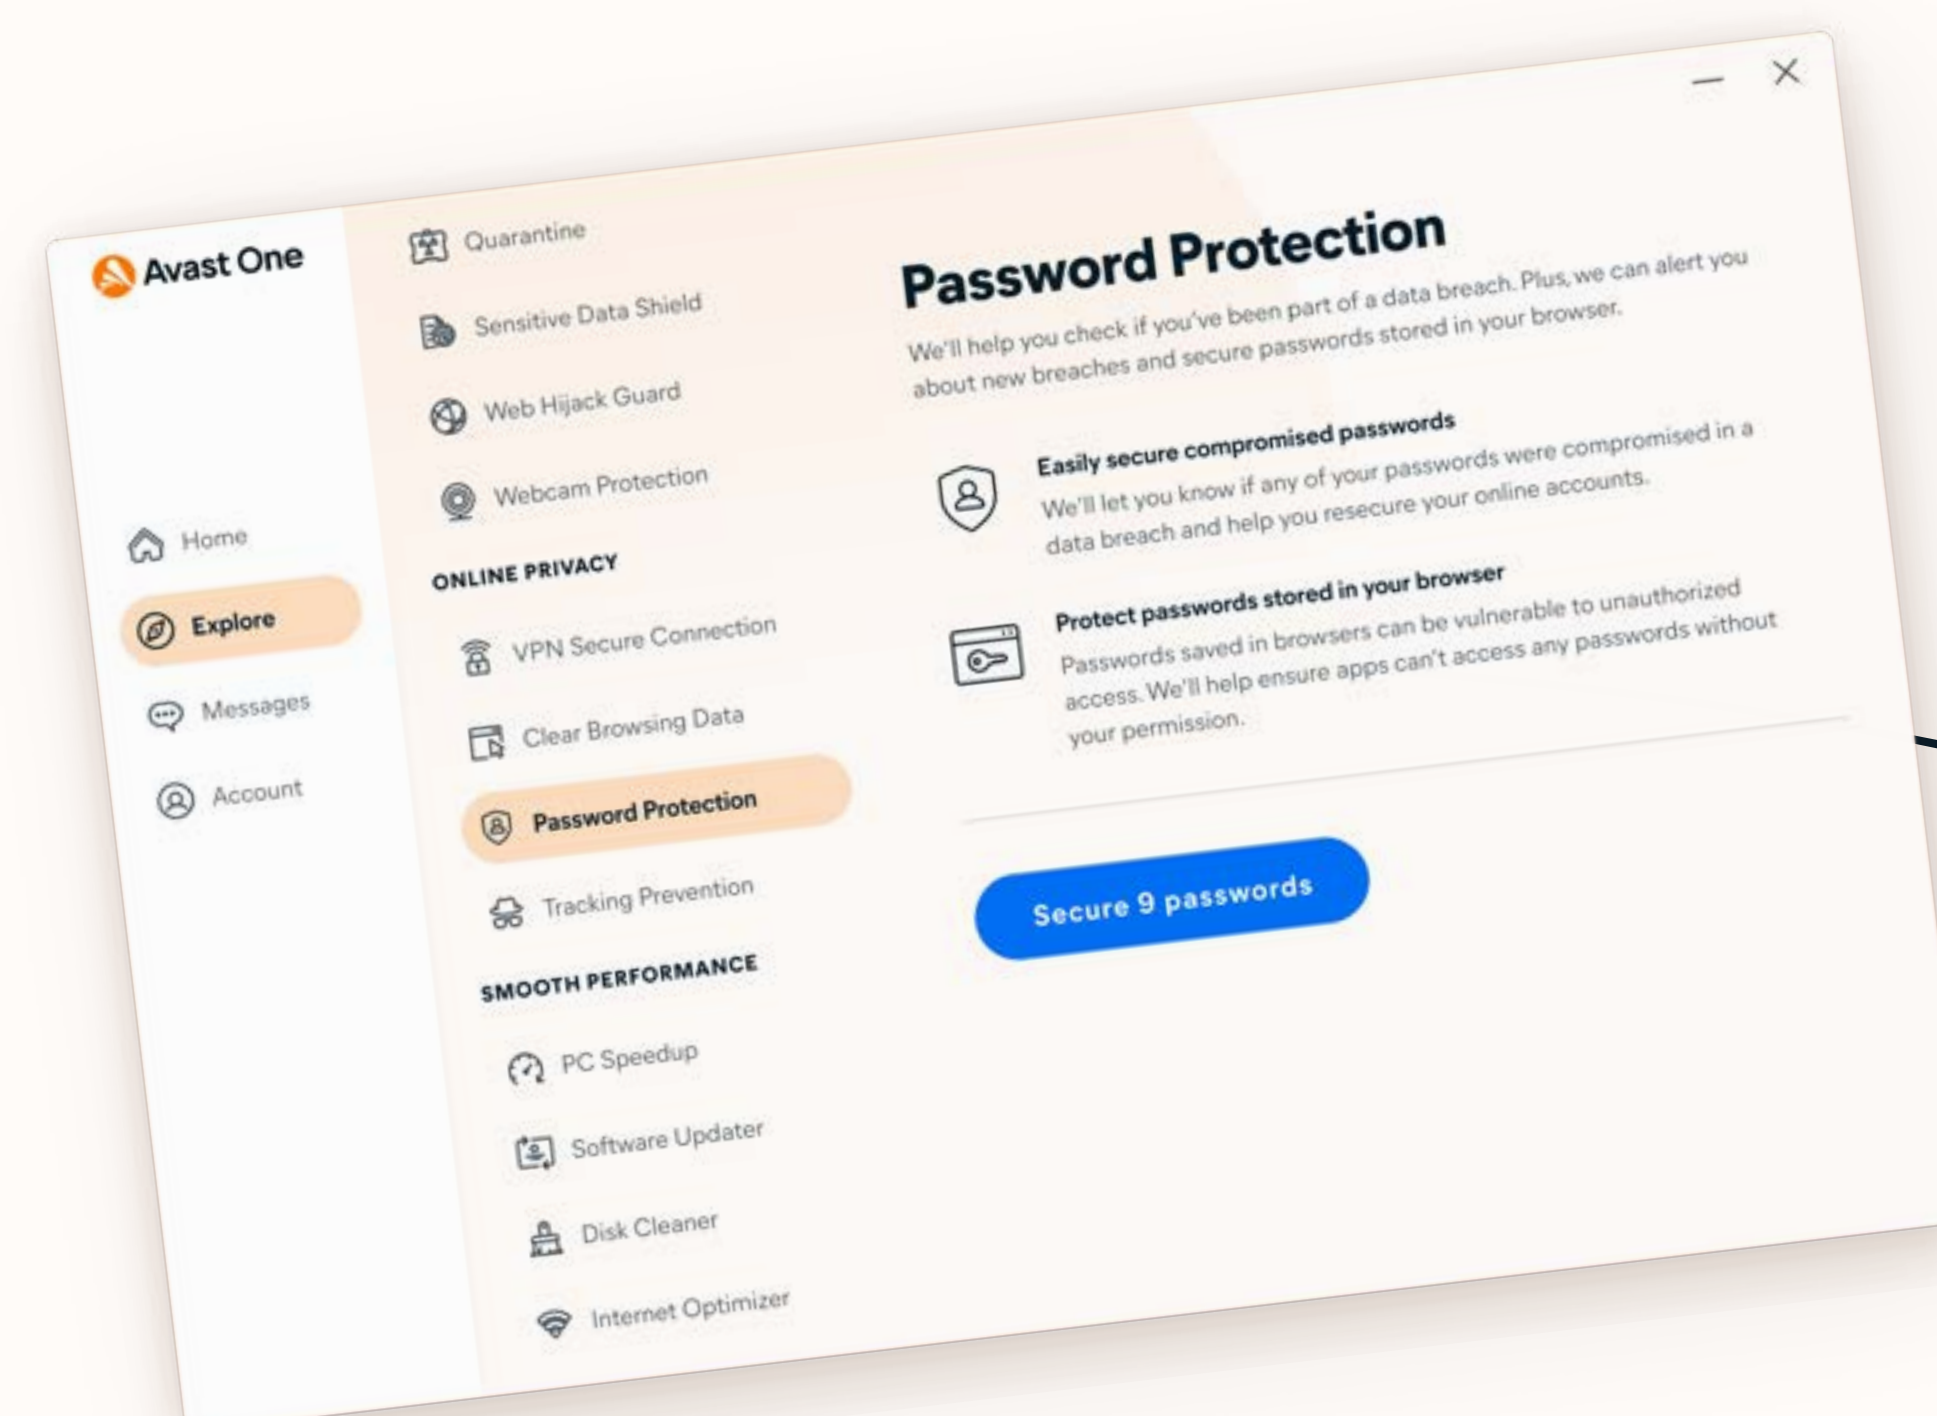 Avast One
Home
Explore
Messages
Account
Quarantine
Sensitive Data Shield
Web Hijack Guard
Webcam Protection
ONLINE PRIVACY
VPN Secure Connection
Clear Browsing Data
Password Protection
Tracking Prevention
SMOOTH PERFORMANCE
PC Speedup
Software Updater
Disk Cleaner
Internet Optimizer
Password Protection
We'll help you check if you've been part of a data breach. Plus, we can alert you
about new breaches and secure passwords stored in your browser.
Easily secure compromised passwords
We'll let you know if any of your passwords were compromised in a
data breach and help you resecure your online accounts.
Protect passwords stored in your browser
Passwords saved in browsers can be vulnerable to unauthorized
access. We'll help ensure apps can't access any passwords without
your permission.
Secure 9 passwords